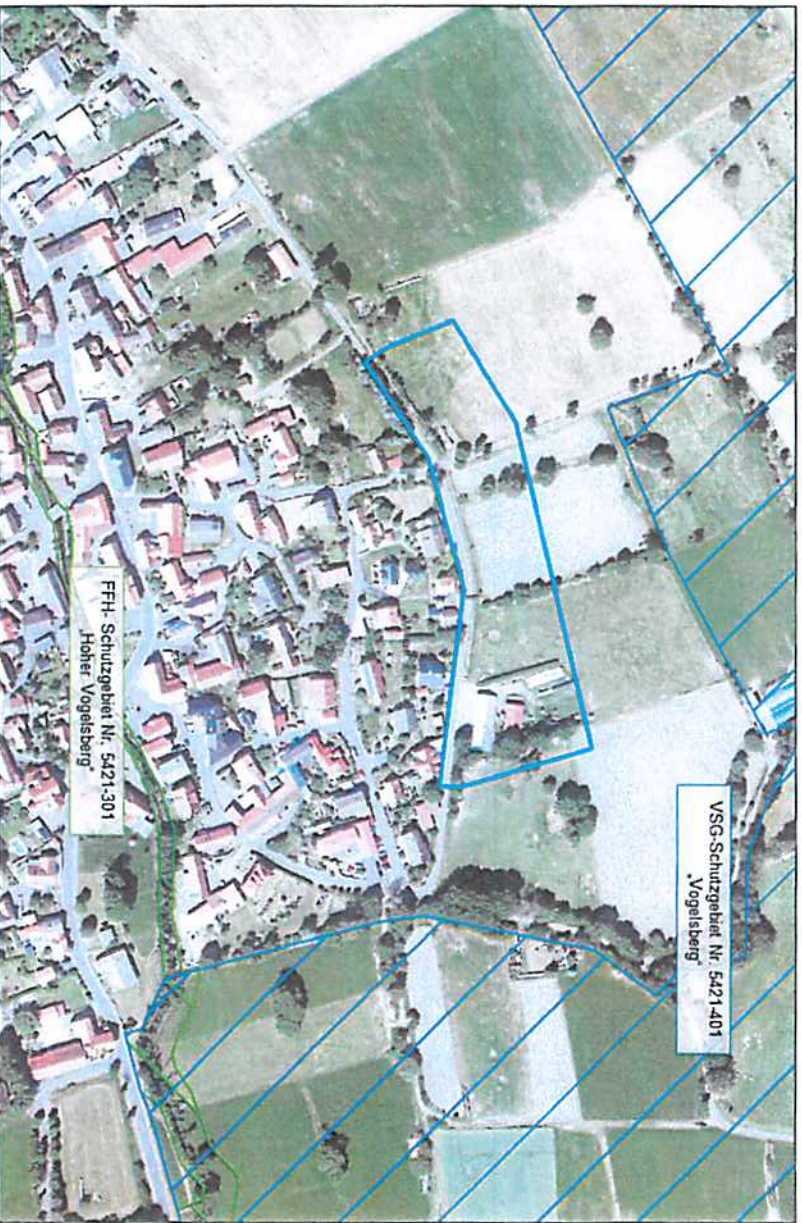 VSG-Schutzgebiet Nr. 5421-401
„Vogelsberg“
FFH- Schutzgebiet Nr. 5421-301
„Hoher Vogelsberg“